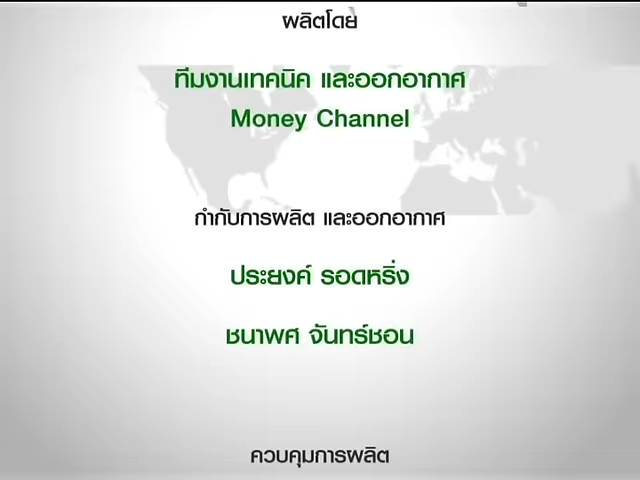 ผลิตโดย
ทีมงานเทคนิค และออกอากาศ
Money Channel
กำกับการผลิต และออกอากาศ
ประยงค์ รอดหริ่ง
ชนาพศ จันทร์ชอน
ควบคุมการผลิต